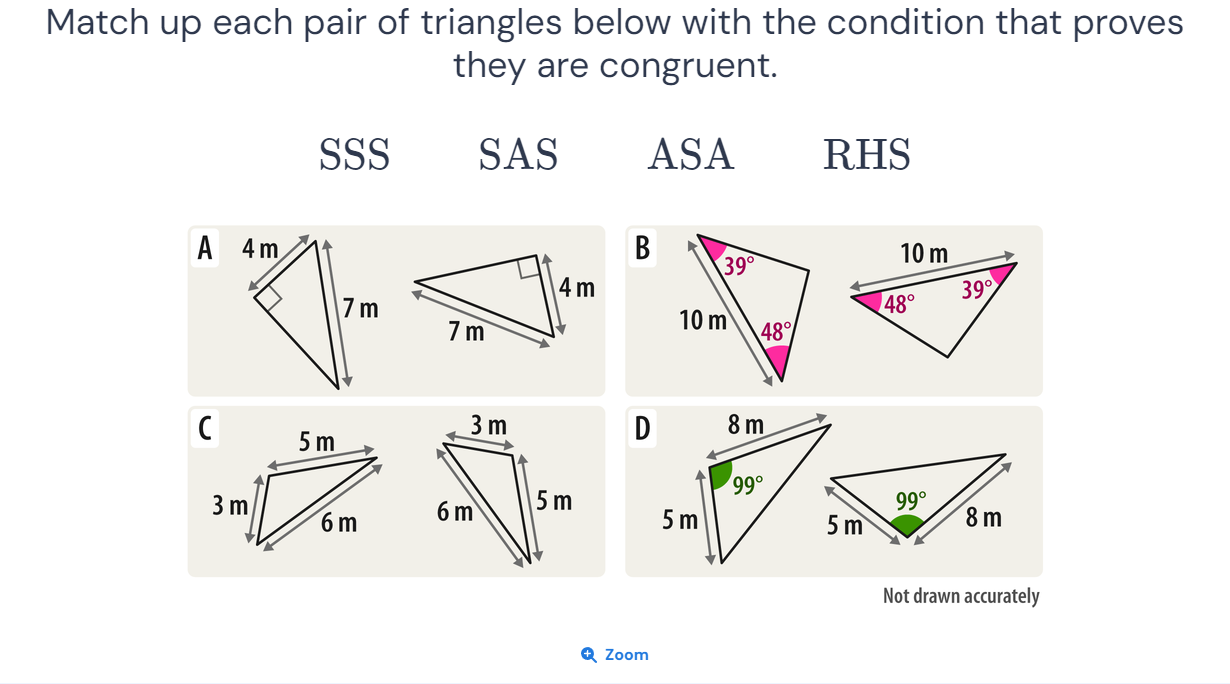 Match up each pair of triangles below with the condition that proves
they are congruent.
SSS SAS ASA RHS
A
4 m
7 m
4 m
7 m
B
39°
10 m
48°
10 m
48°
39°
C
5 m
3 m
6 m
3 m
6 m
5 m
D
8 m
99°
5 m
99°
5 m
8 m
Not drawn accurately
Zoom